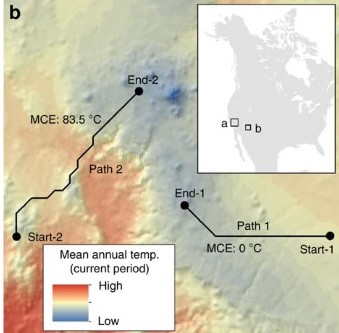 b
End-2
MCE: 83.5 °C
Path 2
a
b
End-1
Path 1
MCE: 0 °C
Start-2
Start-1
Mean annual temp.
(current period)
High
Low